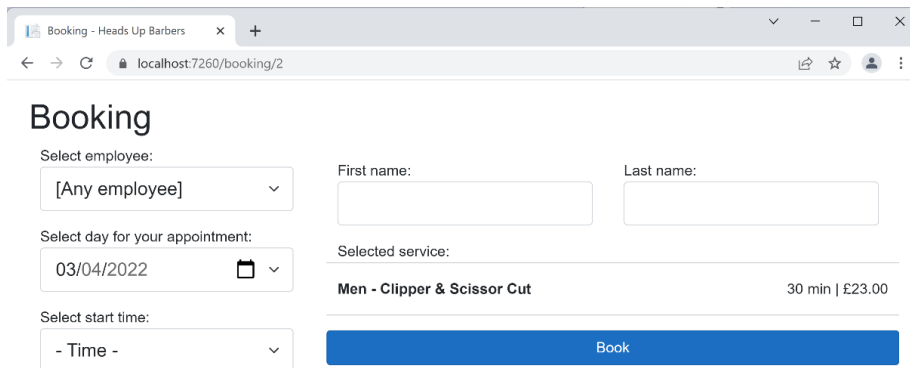 Booking - Heads Up Barbers
localhost:7260/booking/2
Booking
Select employee:
[Any employee]
Select day for your appointment:
03/04/2022
Select start time:
- Time -
First name:
Last name:
Selected service:
Men - Clipper & Scissor Cut
30 min | £23.00
Book